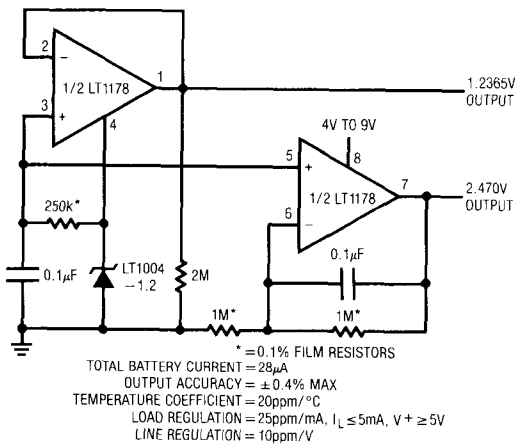 2
1
1/2 LT1178
1.2365V
OUTPUT
3
4
4V TO 9V
8
5
7
2.470V
OUTPUT
1/2 LT1178
6
250k*
0.1μF
LT1004
–1.2
2M
0.1μF
1M*
1M*
* = 0.1% FILM RESISTORS
TOTAL BATTERY CURRENT = 28μA
OUTPUT ACCURACY = ±0.4% MAX
TEMPERATURE COEFFICIENT = 20ppm/°C
LOAD REGULATION = 25ppm/mA, IL ≤ 5mA, V+ ≥ 5V
LINE REGULATION = 10ppm/V